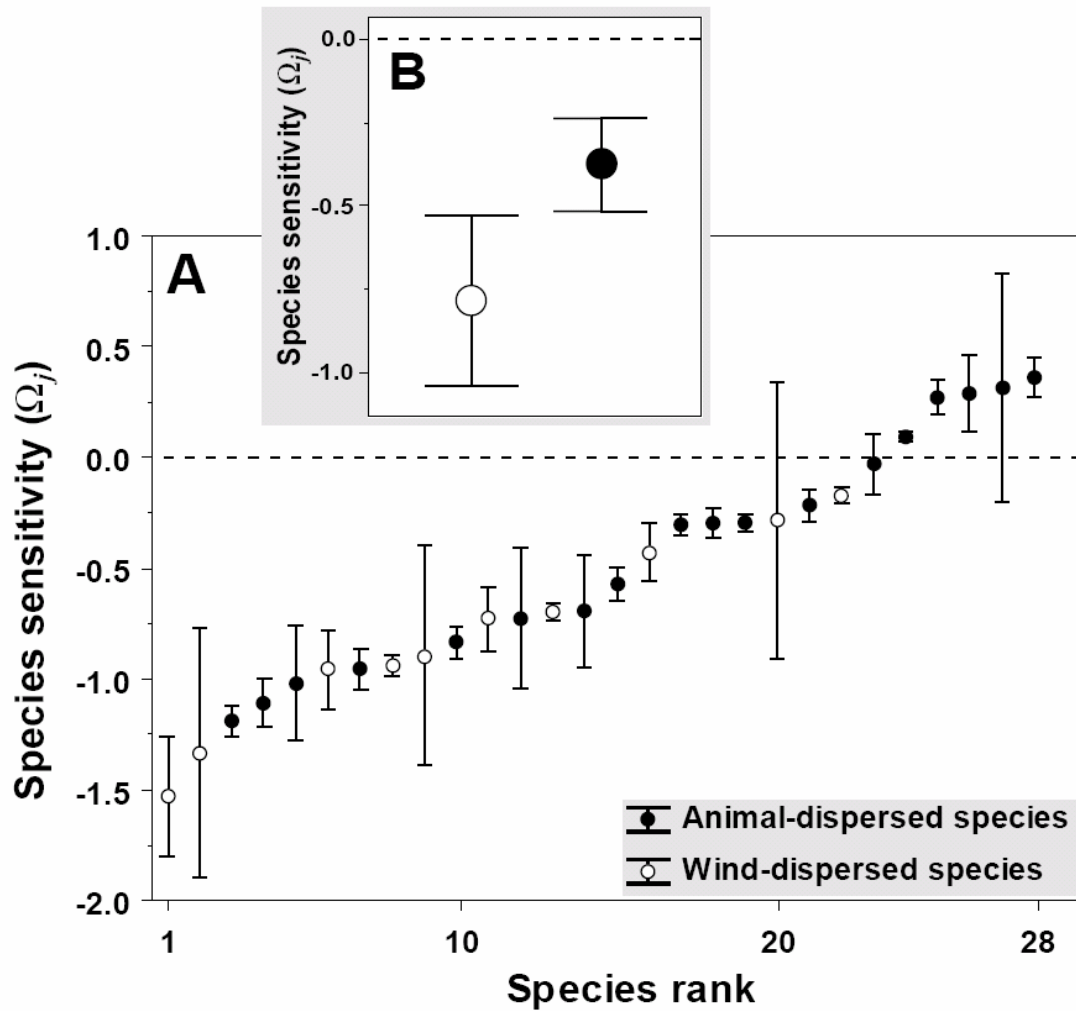 B
Species sensitivity (Ωj)
0.0
-0.5
-1.0
A
Species sensitivity (Ωj)
1.0
0.5
0.0
-0.5
-1.0
-1.5
-2.0
Animal-dispersed species
Wind-dispersed species
1 10 20 28
Species rank